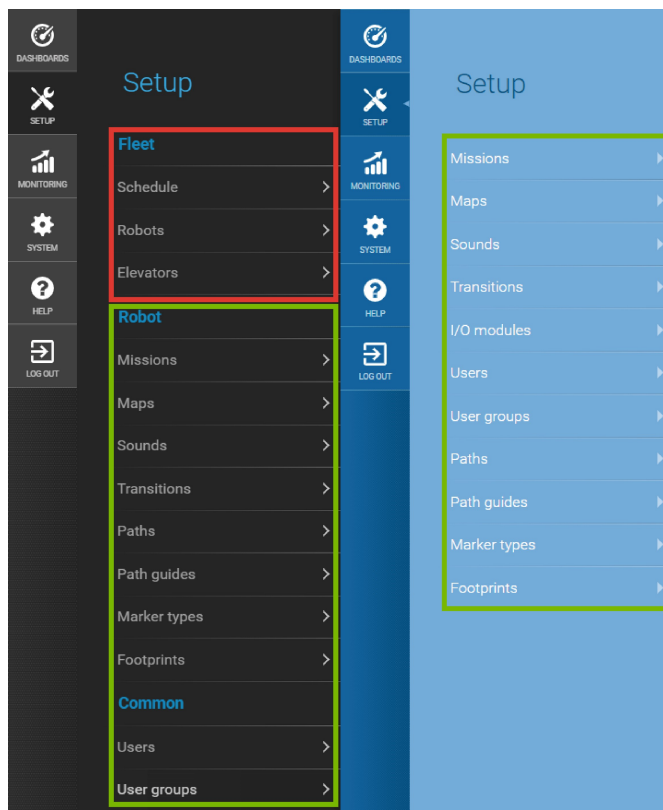 DASHBOARDS
SETUP
MONITORING
SYSTEM
HELP
LOG OUT
Setup
Fleet
Schedule
Robots
Elevators
Robot
Missions
Maps
Sounds
Transitions
Paths
Path guides
Marker types
Footprints
Common
Users
User groups
DASHBOARDS
SETUP
MONITORING
SYSTEM
HELP
LOG OUT
Setup
Missions
Maps
Sounds
Transitions
I/O modules
Users
User groups
Paths
Path guides
Marker types
Footprints